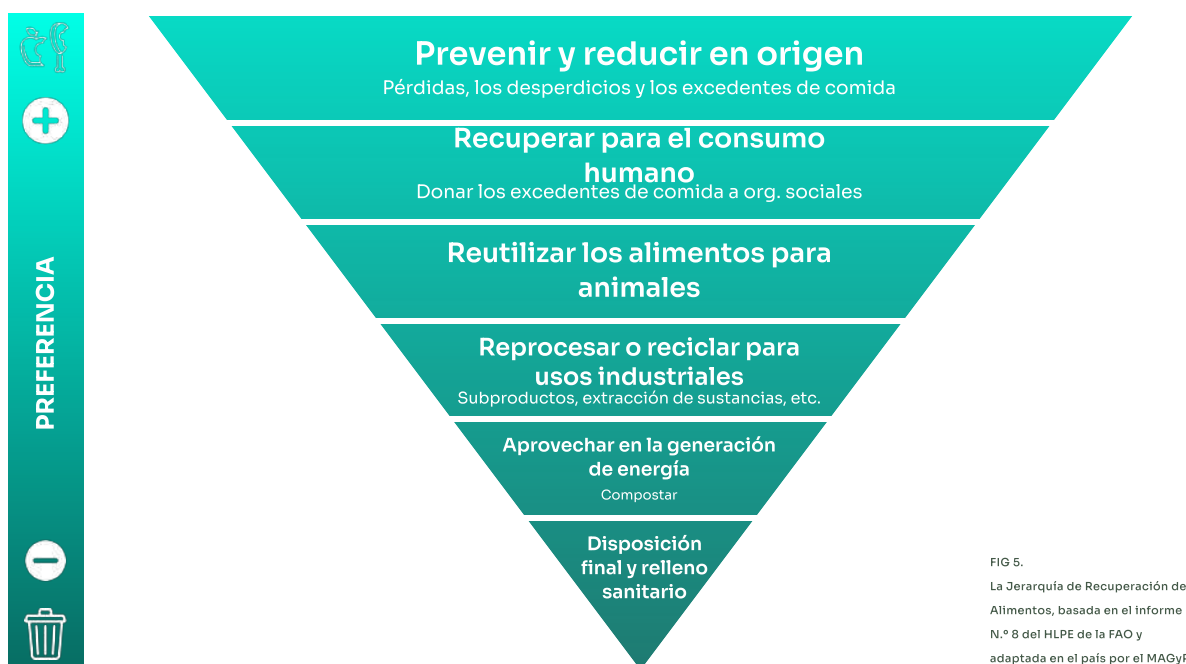 PREFERENCIA
Prevenir y reducir en origen
Pérdidas, los desperdicios y los excedentes de comida
Recuperar para el consumo
humano
Donar los excedentes de comida a org. sociales
Reutilizar los alimentos para
animales
Reprocesar o reciclar para
usos industriales
Subproductos, extracción de sustancias, etc.
Aprovechar en la generación
de energía
Compostar
Disposición
final y relleno
sanitario
FIG 5.
La Jerarquía de Recuperación de
Alimentos, basada en el informe
N.º 8 del HLPE de la FAO y
adaptada en el país por el